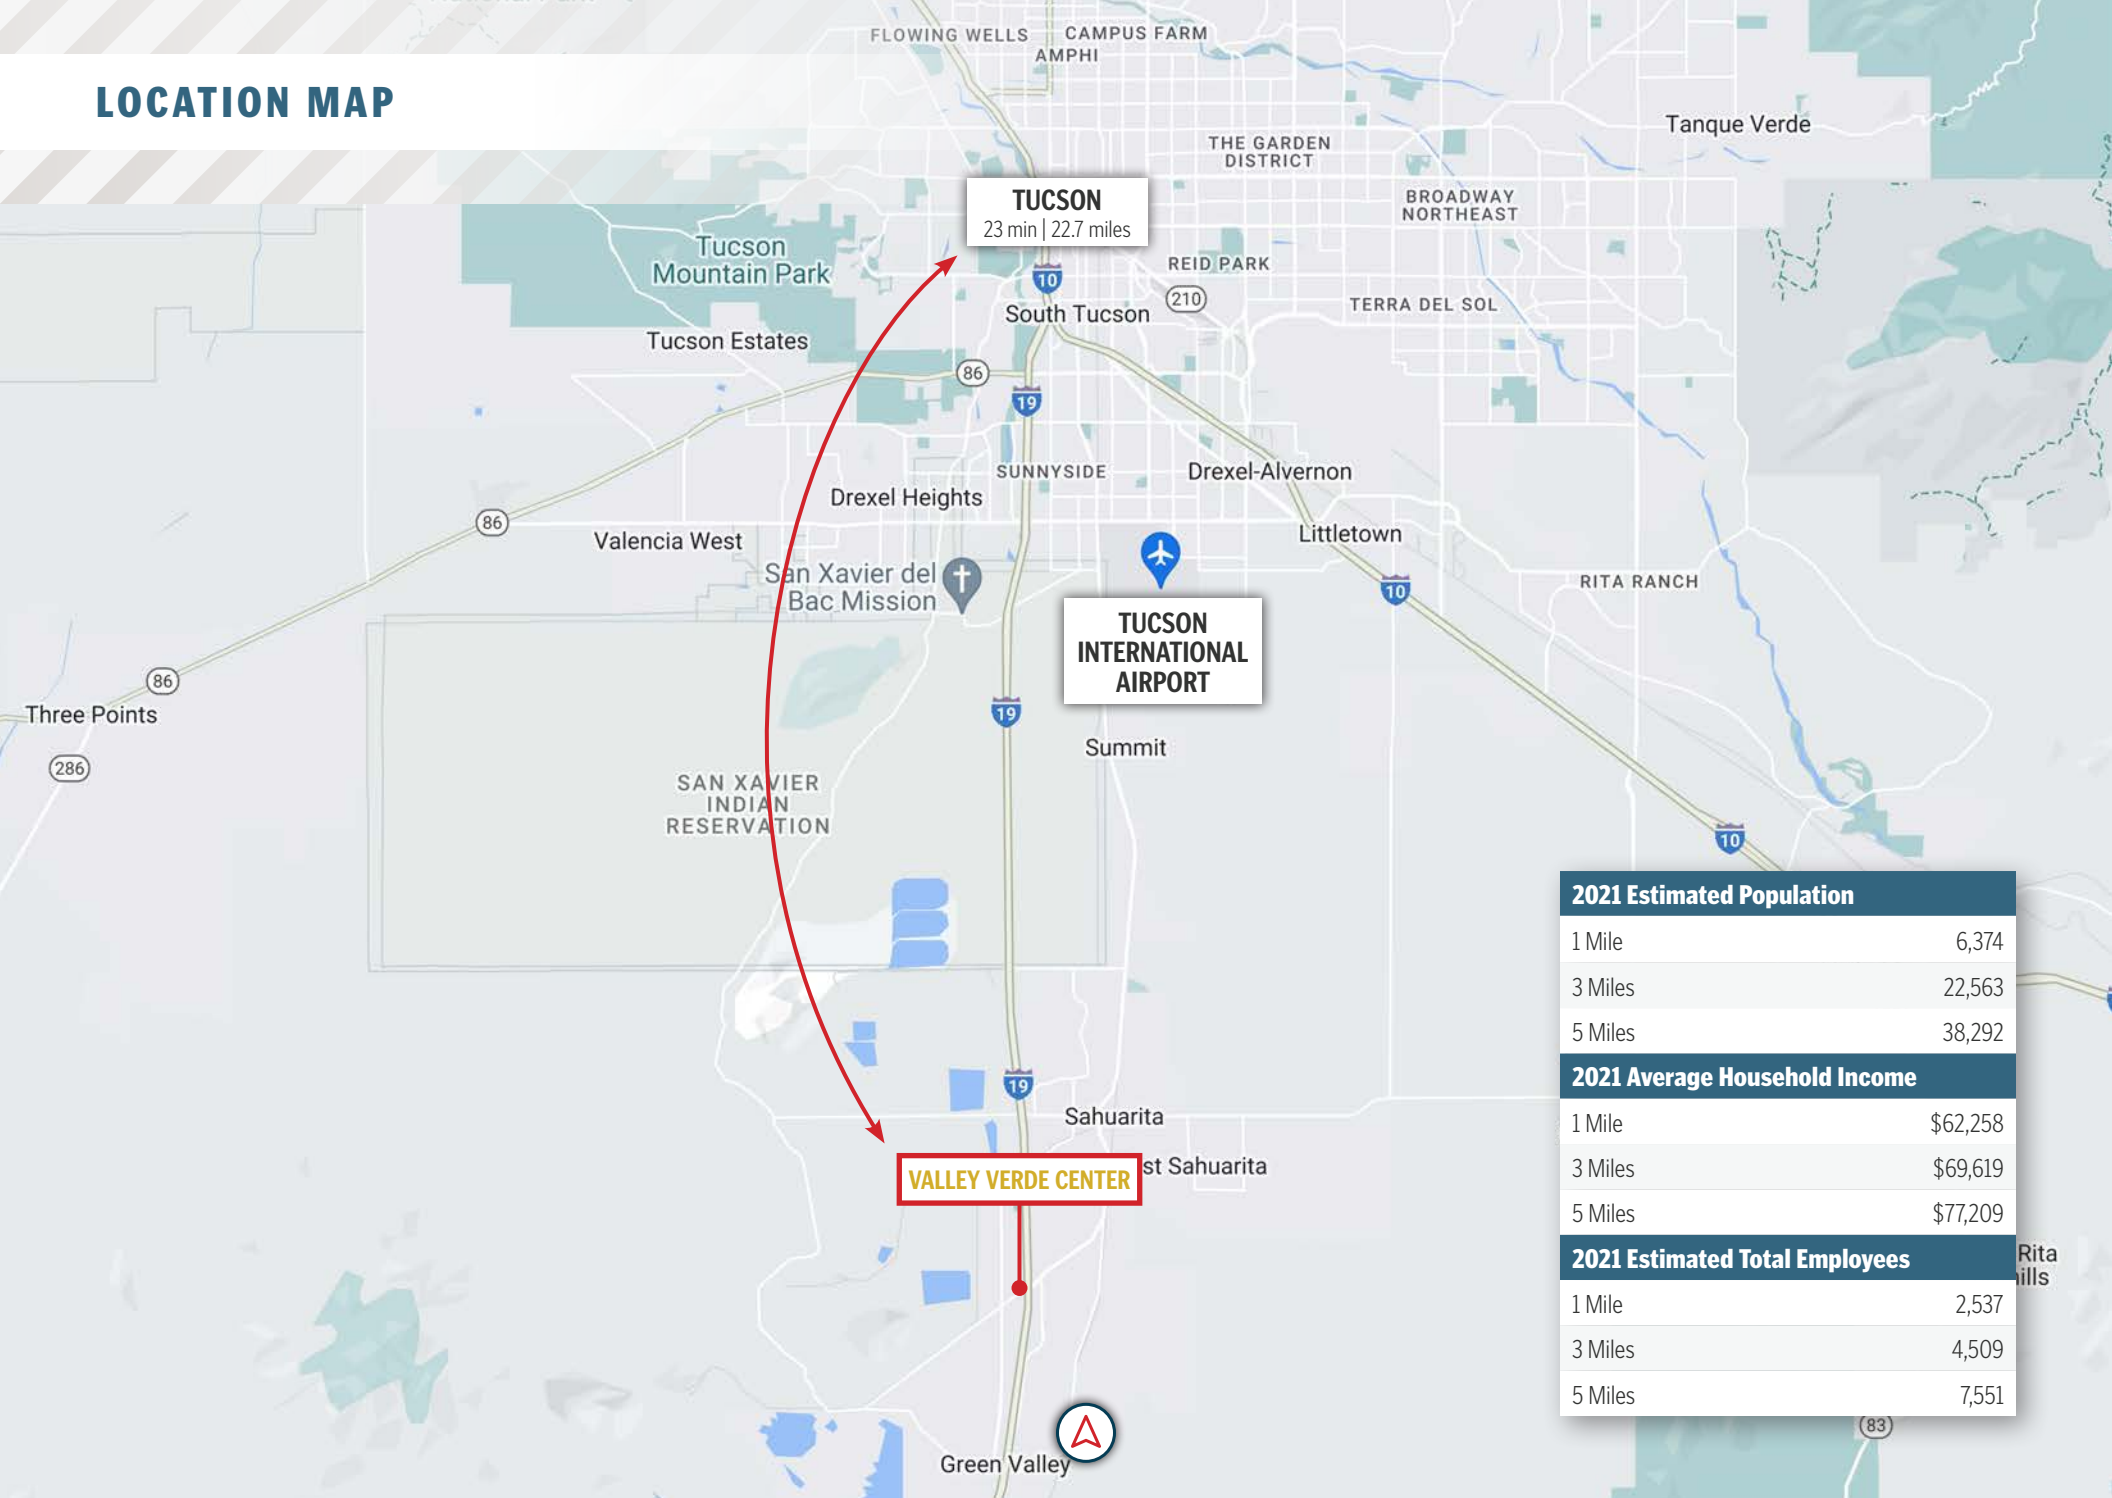 LOCATION MAP
FLOWING WELLS
CAMPUS FARM
AMPHI
Tanque Verde
THE GARDEN
DISTRICT
TUCSON
23 min | 22.7 miles
BROADWAY
NORTHEAST
Tucson
Mountain Park
REID PARK
10
210
South Tucson
TERRA DEL SOL
Tucson Estates
86
19
SUNNYSIDE
Drexel-Alvernon
Drexel Heights
86
Valencia West
Littletown
San Xavier del
Bac Mission
10
RITA RANCH
TUCSON
INTERNATIONAL
AIRPORT
86
Three Points
19
286
Summit
SAN XAVIER
INDIAN
RESERVATION
10
19
Sahuarita
VALLEY VERDE CENTER
st Sahuarita
Green Valley
2021 Estimated Population
1 Mile 6,374
3 Miles 22,563
5 Miles 38,292
2021 Average Household Income
1 Mile $62,258
3 Miles $69,619
5 Miles $77,209
2021 Estimated Total Employees
1 Mile 2,537
3 Miles 4,509
5 Miles 7,551
Rita
ills
83